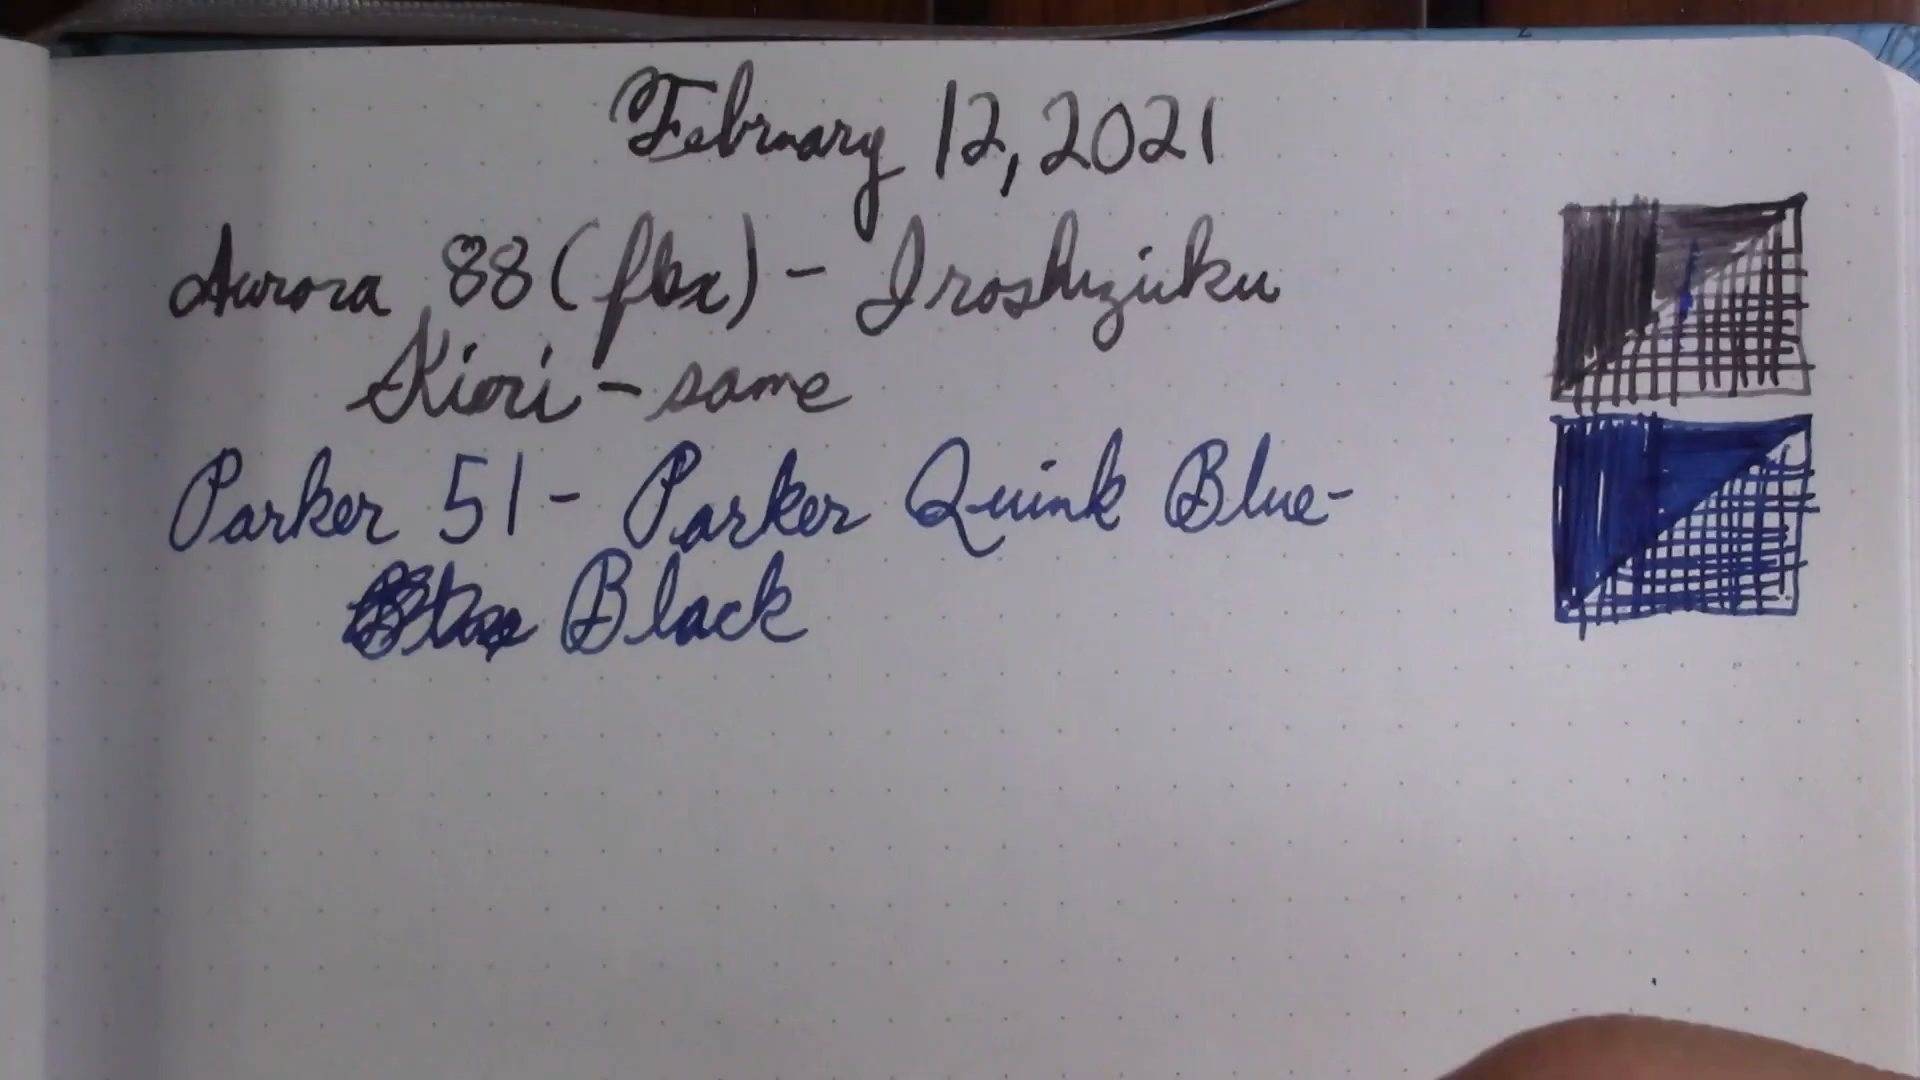 February 12, 2021
Aurora 88 (flex) - Iroshizuku
Kiri - same
Parker 51 - Parker Quink Blue-
Black